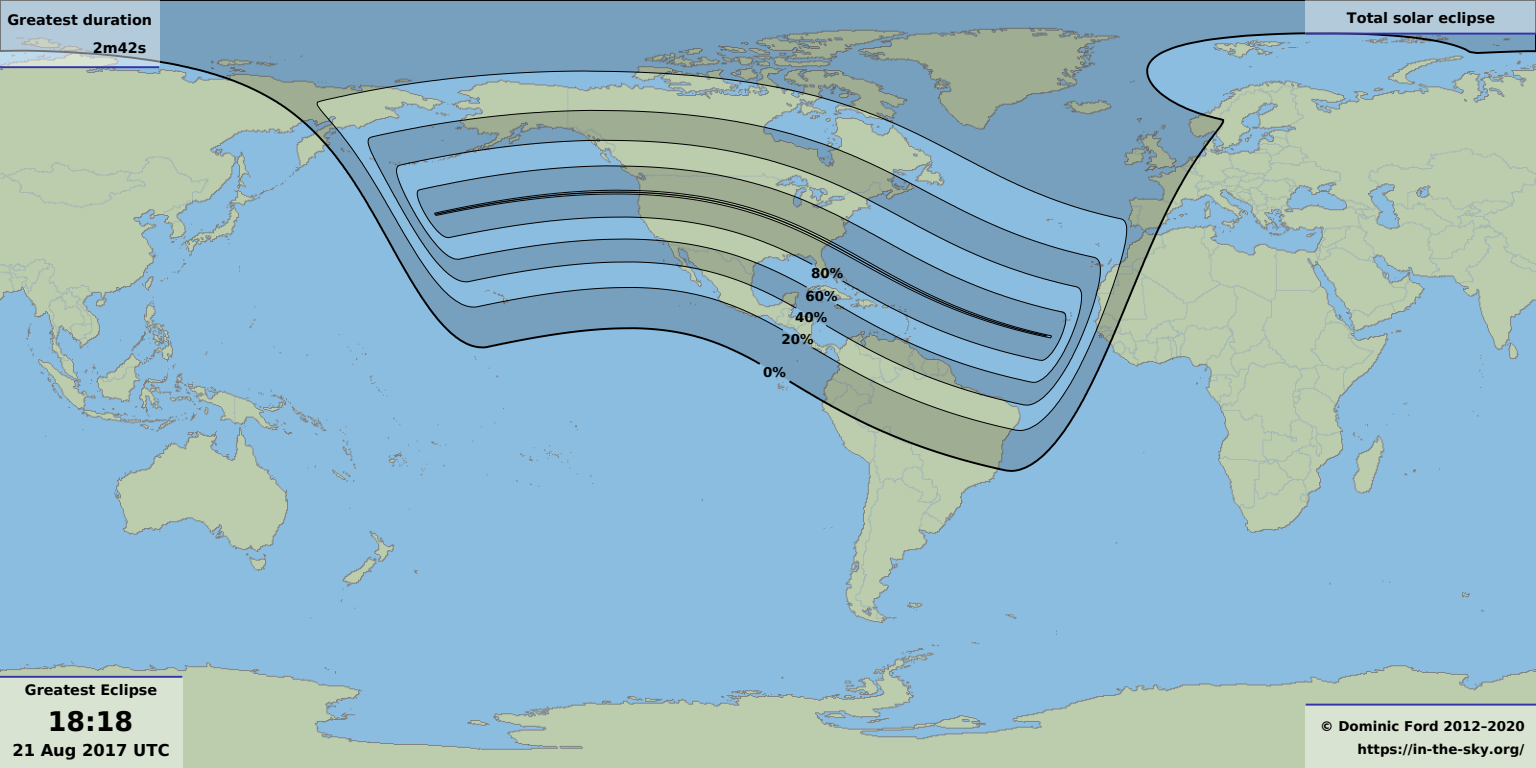 Greatest duration
2m42s
Total solar eclipse
80%
60%
40%
20%
0%
Greatest Eclipse
18:18
21 Aug 2017 UTC
© Dominic Ford 2012–2020
https://in-the-sky.org/